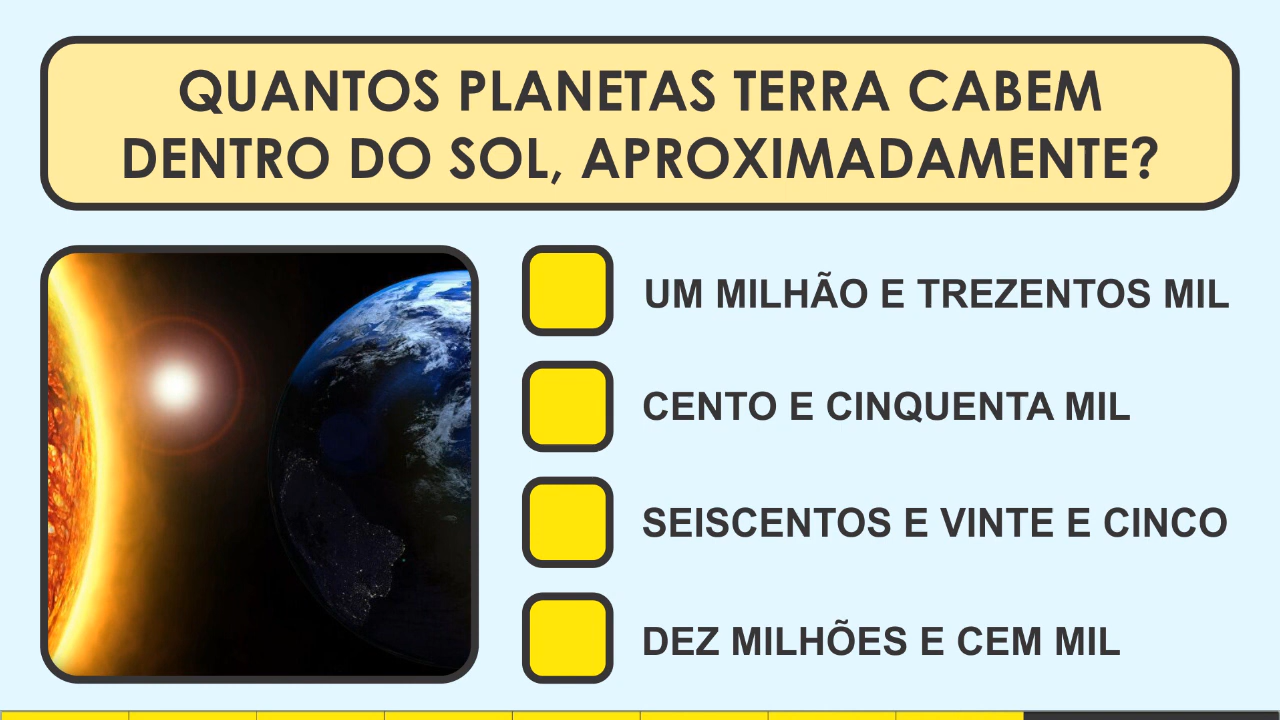 QUANTOS PLANETAS TERRA CABEM
DENTRO DO SOL, APROXIMADAMENTE?
UM MILHÃO E TREZENTOS MIL
CENTO E CINQUENTA MIL
SEISCENTOS E VINTE E CINCO
DEZ MILHÕES E CEM MIL